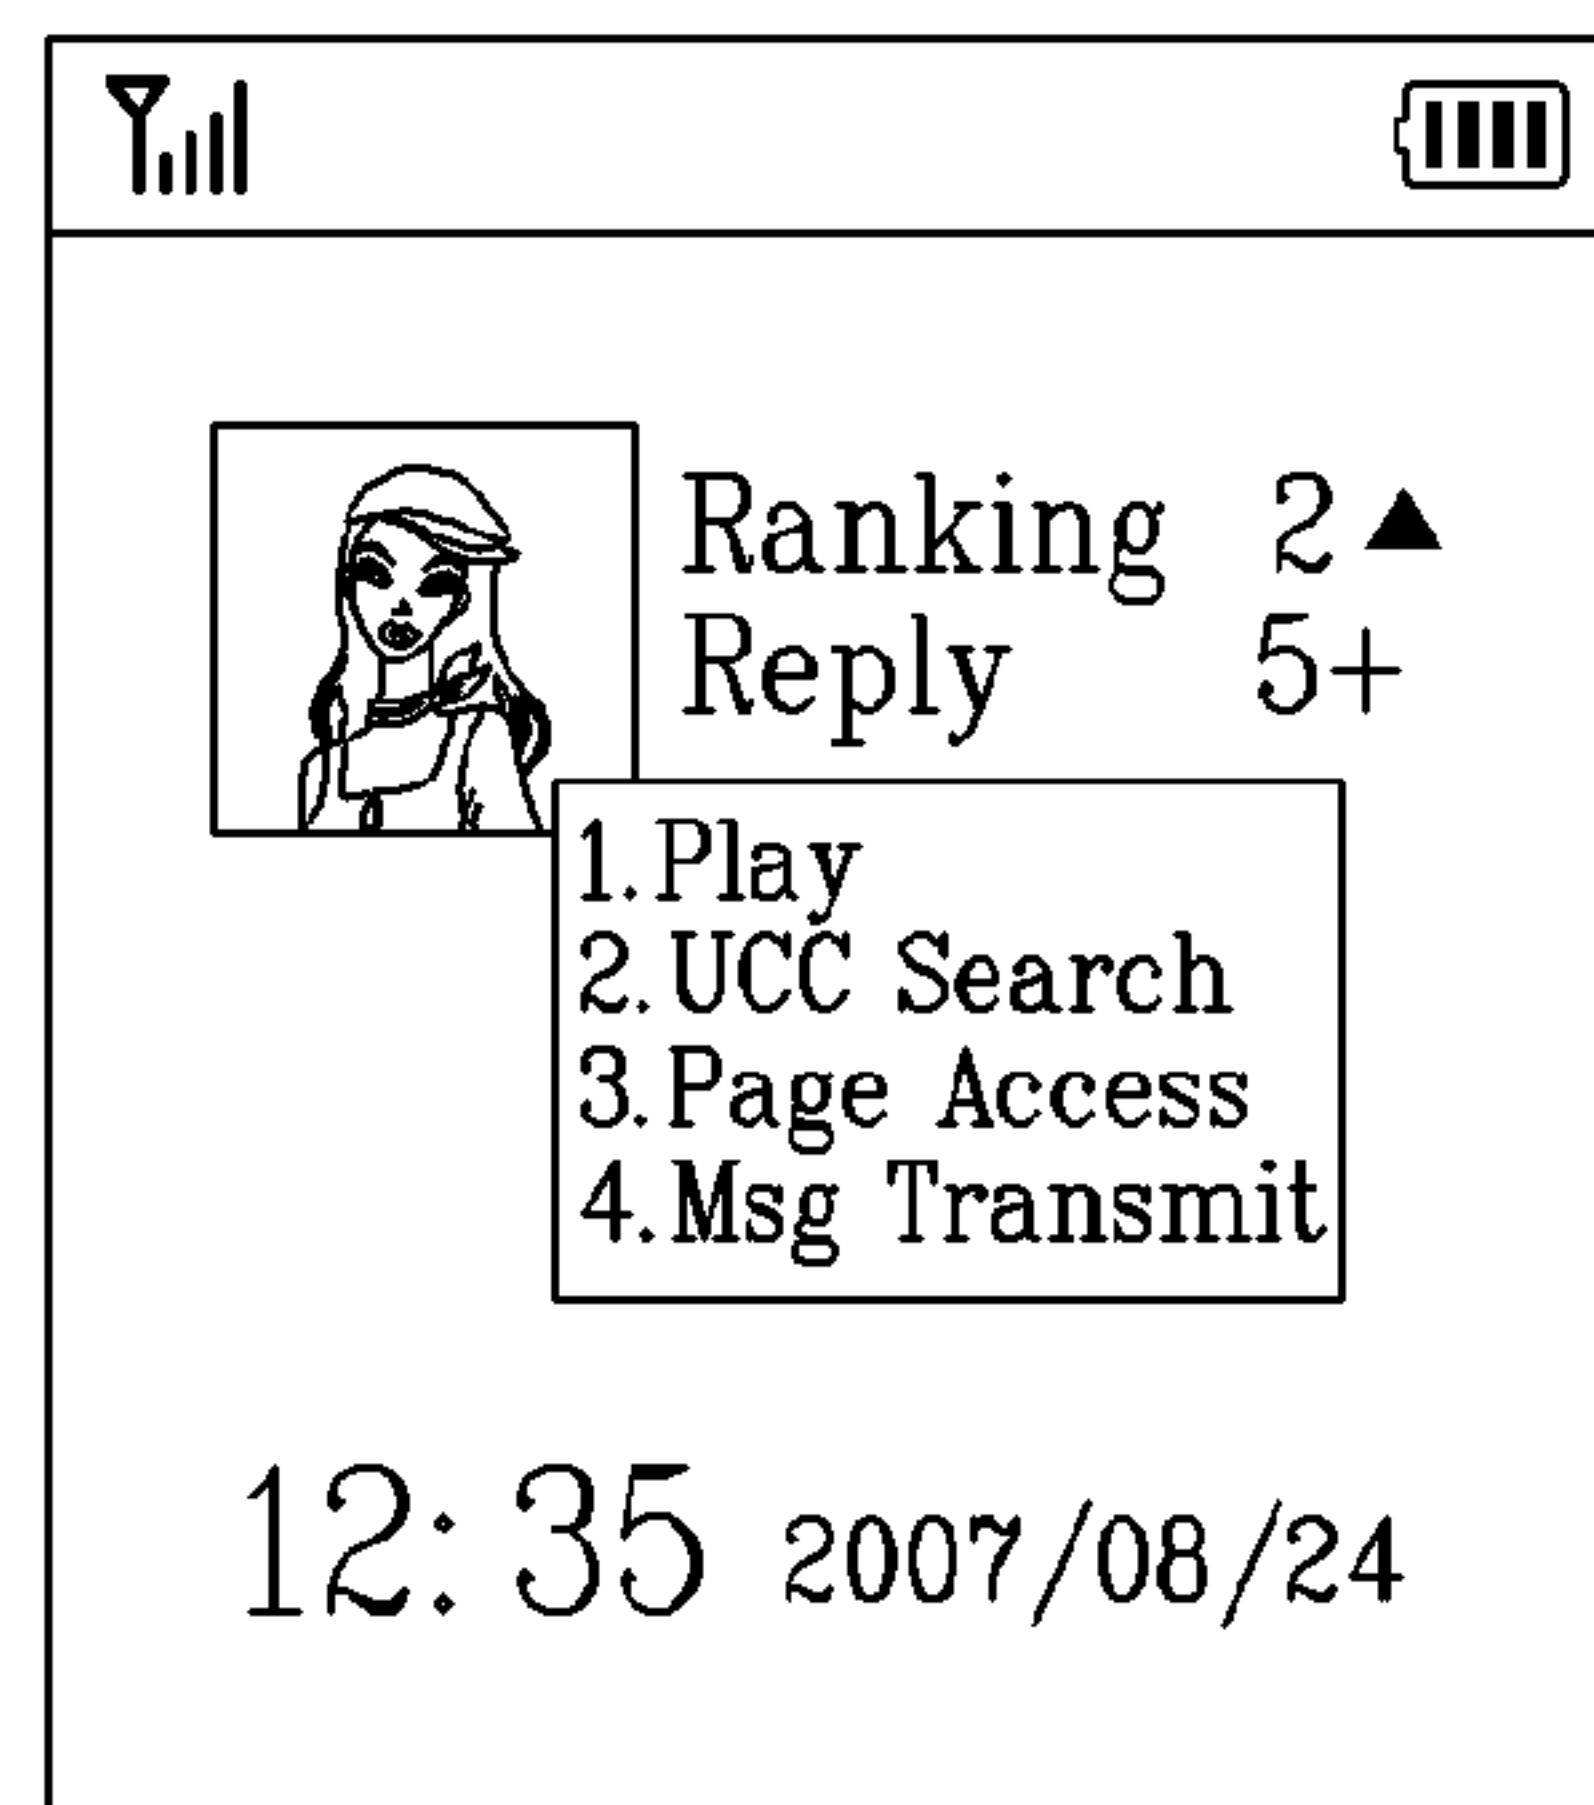 Ranking 2▲
Reply 5+
1.Play
2.UCC Search
3.Page Access
4.Msg Transmit
12:35 2007/08/24